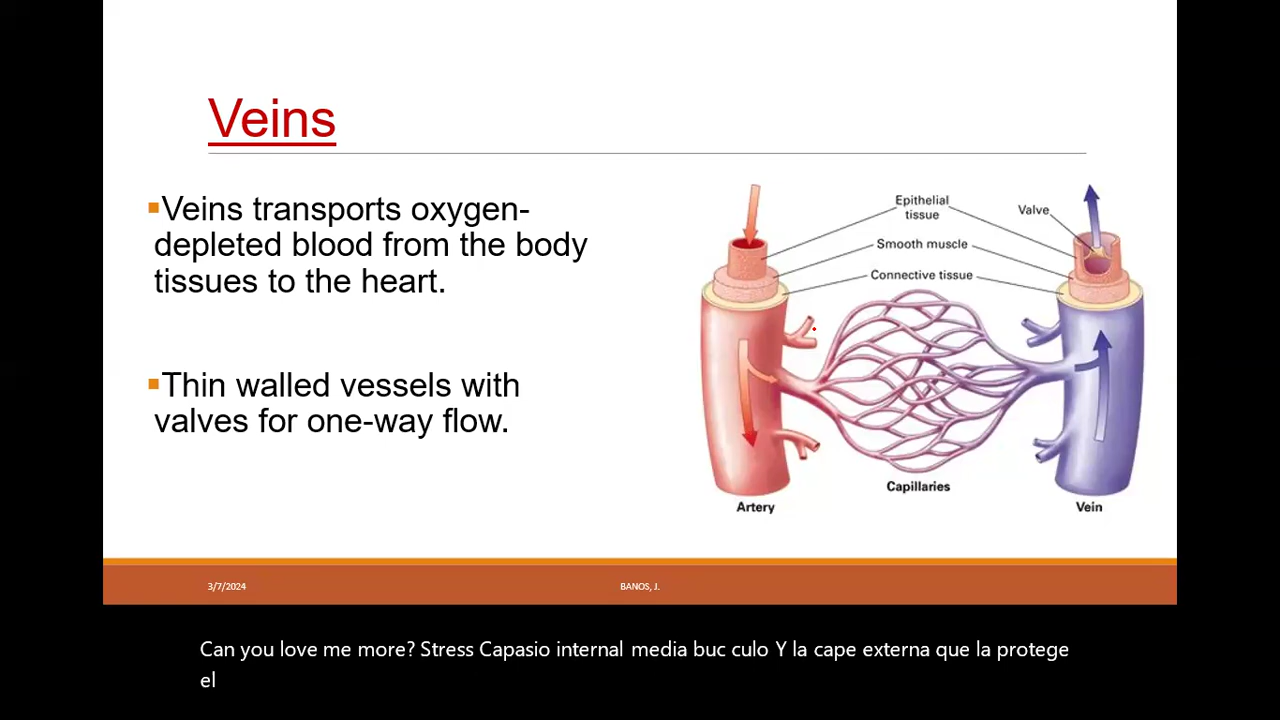 Veins
▪Veins transports oxygen-
depleted blood from the body
tissues to the heart.
▪Thin walled vessels with
valves for one-way flow.
Epithelial
tissue
Valve
Smooth muscle
Connective tissue
Capillaries
Artery
Vein
3/7/2024
BANOS, J.
Can you love me more? Stress Capasio internal media buc culo Y la cape externa que la protege
el